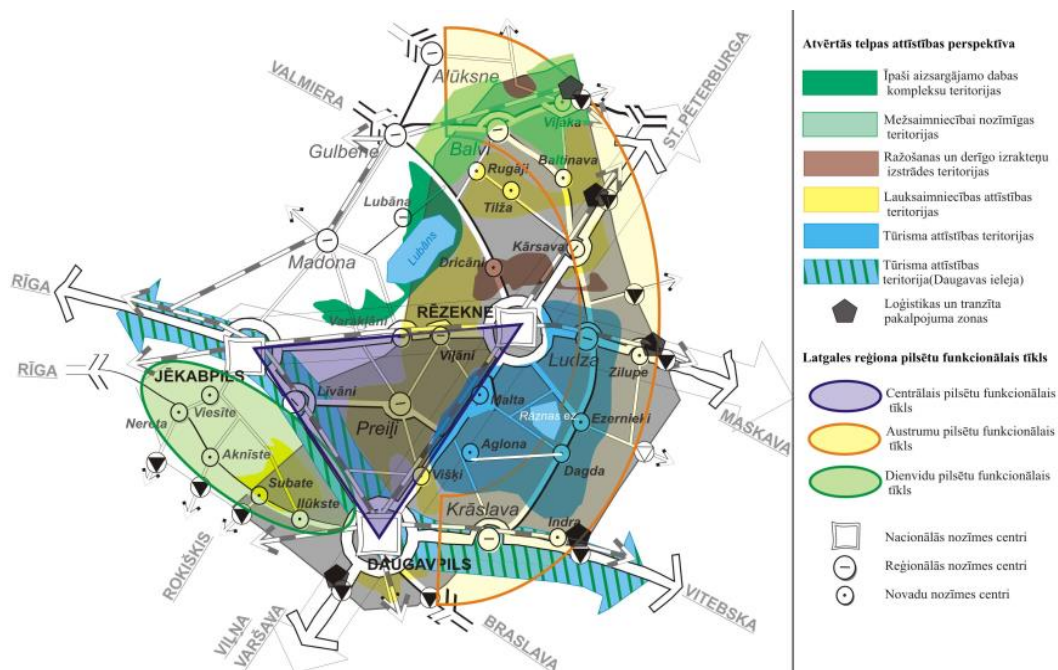 Alūksne
VALMIERA
ST. PĒTERBURGA
Viļaka
Gulbene
Balvi
Rugāji
Baltinava
Lubāna
Tilža
Lubāns
Kārsava
Madona
Dricāni
RĪGA
Varakļāni
RĒZEKNE
Viļāni
Ludza
Zilupe
RĪGA
JĒKABPILS
Līvāni
Malta
Rāznas ez.
Viesīte
Nereta
Preiļi
Ezernieki
MASKAVA
Aknīste
Aglona
Dagda
Subate
Višķi
Ilūkste
Krāslava
Indra
ROKIŠĶIS
DAUGAVPILS
VITEBSKA
VIĻŅA
VARŠAVA
BRASLAVA
Atvērtās telpas attīstības perspektīva
Īpaši aizsargājamo dabas
kompleksu teritorijas
Mežsaimniecībai nozīmīgas
teritorijas
Ražošanas un derīgo izrakteņu
izstrādes teritorijas
Lauksaimniecības attīstības
teritorijas
Tūrisma attīstības teritorijas
Tūrisma attīstības
teritorija(Daugavas ieleja)
Loģistikas un tranzīta
pakalpojuma zonas
Latgales reģiona pilsētu funkcionālais tīkls
Centrālais pilsētu funkcionālais
tīkls
Austrumu pilsētu funkcionālais
tīkls
Dienvidu pilsētu funkcionālais
tīkls
Nacionālās nozīmes centri
Reģionālās nozīmes centri
Novadu nozīmes centri